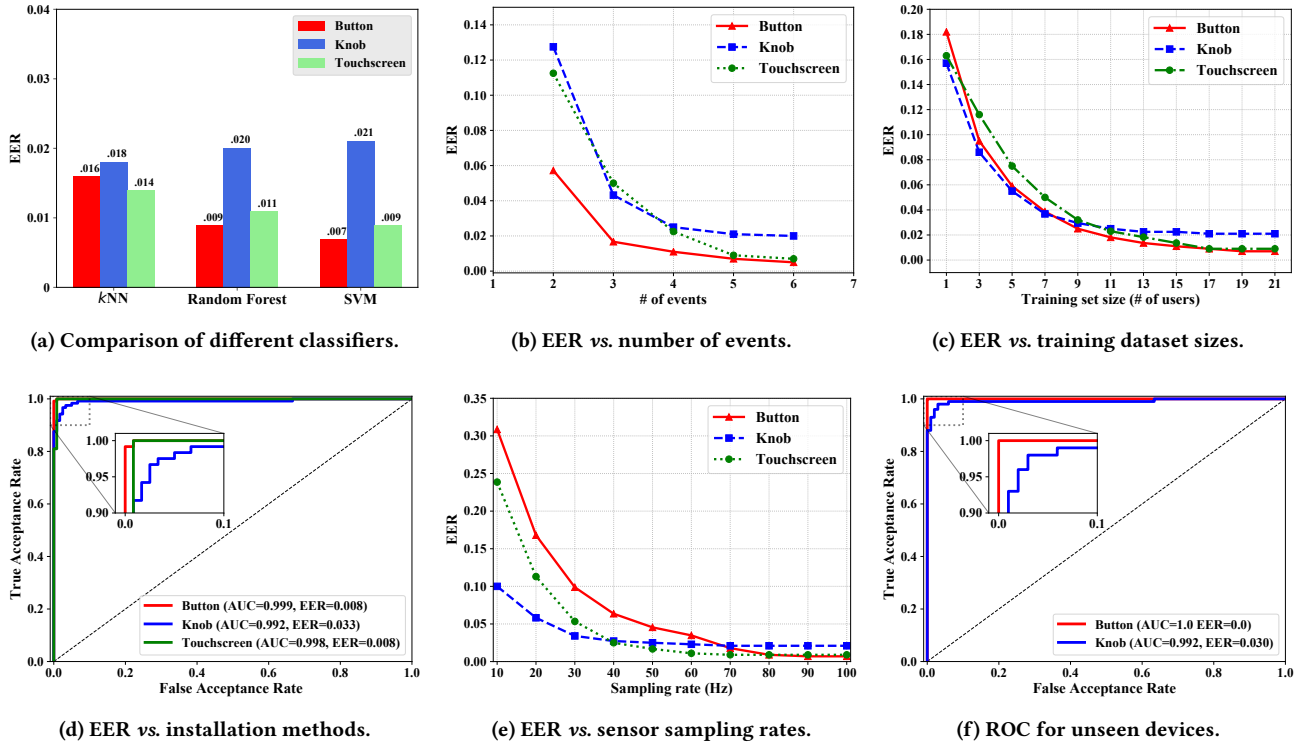 0.04
0.03
0.02
0.01
0
EER
Button
Knob
Touchscreen
.016
.018
.014
.009
.020
.011
.007
.021
.009
kNN
Random Forest
SVM
(a) Comparison of different classifiers.
0.14
0.12
0.10
0.08
0.06
0.04
0.02
0.00
EER
Button
Knob
Touchscreen
1 2 3 4 5 6 7
# of events
(b) EER vs. number of events.
0.20
0.18
0.16
0.14
0.12
0.10
0.08
0.06
0.04
0.02
0.00
EER
Button
Knob
Touchscreen
1 3 5 7 9 11 13 15 17 19 21
Training set size (# of users)
(c) EER vs. training dataset sizes.
1.0
0.8
0.6
0.4
0.2
0.0
True Acceptance Rate
1.00
0.95
0.90
0.0 0.1
Button (AUC=0.999, EER=0.008)
Knob (AUC=0.992, EER=0.033)
Touchscreen (AUC=0.998, EER=0.008)
0.0 0.2 0.4 0.6 0.8 1.0
False Acceptance Rate
(d) EER vs. installation methods.
0.35
0.30
0.25
0.20
0.15
0.10
0.05
0.00
EER
Button
Knob
Touchscreen
10 20 30 40 50 60 70 80 90 100
Sampling rate (Hz)
(e) EER vs. sensor sampling rates.
1.0
0.8
0.6
0.4
0.2
0.0
True Acceptance Rate
1.00
0.95
0.90
0.0 0.1
Button (AUC=1.0 EER=0.0)
Knob (AUC=0.992, EER=0.030)
0.0 0.2 0.4 0.6 0.8 1.0
False Acceptance Rate
(f) ROC for unseen devices.